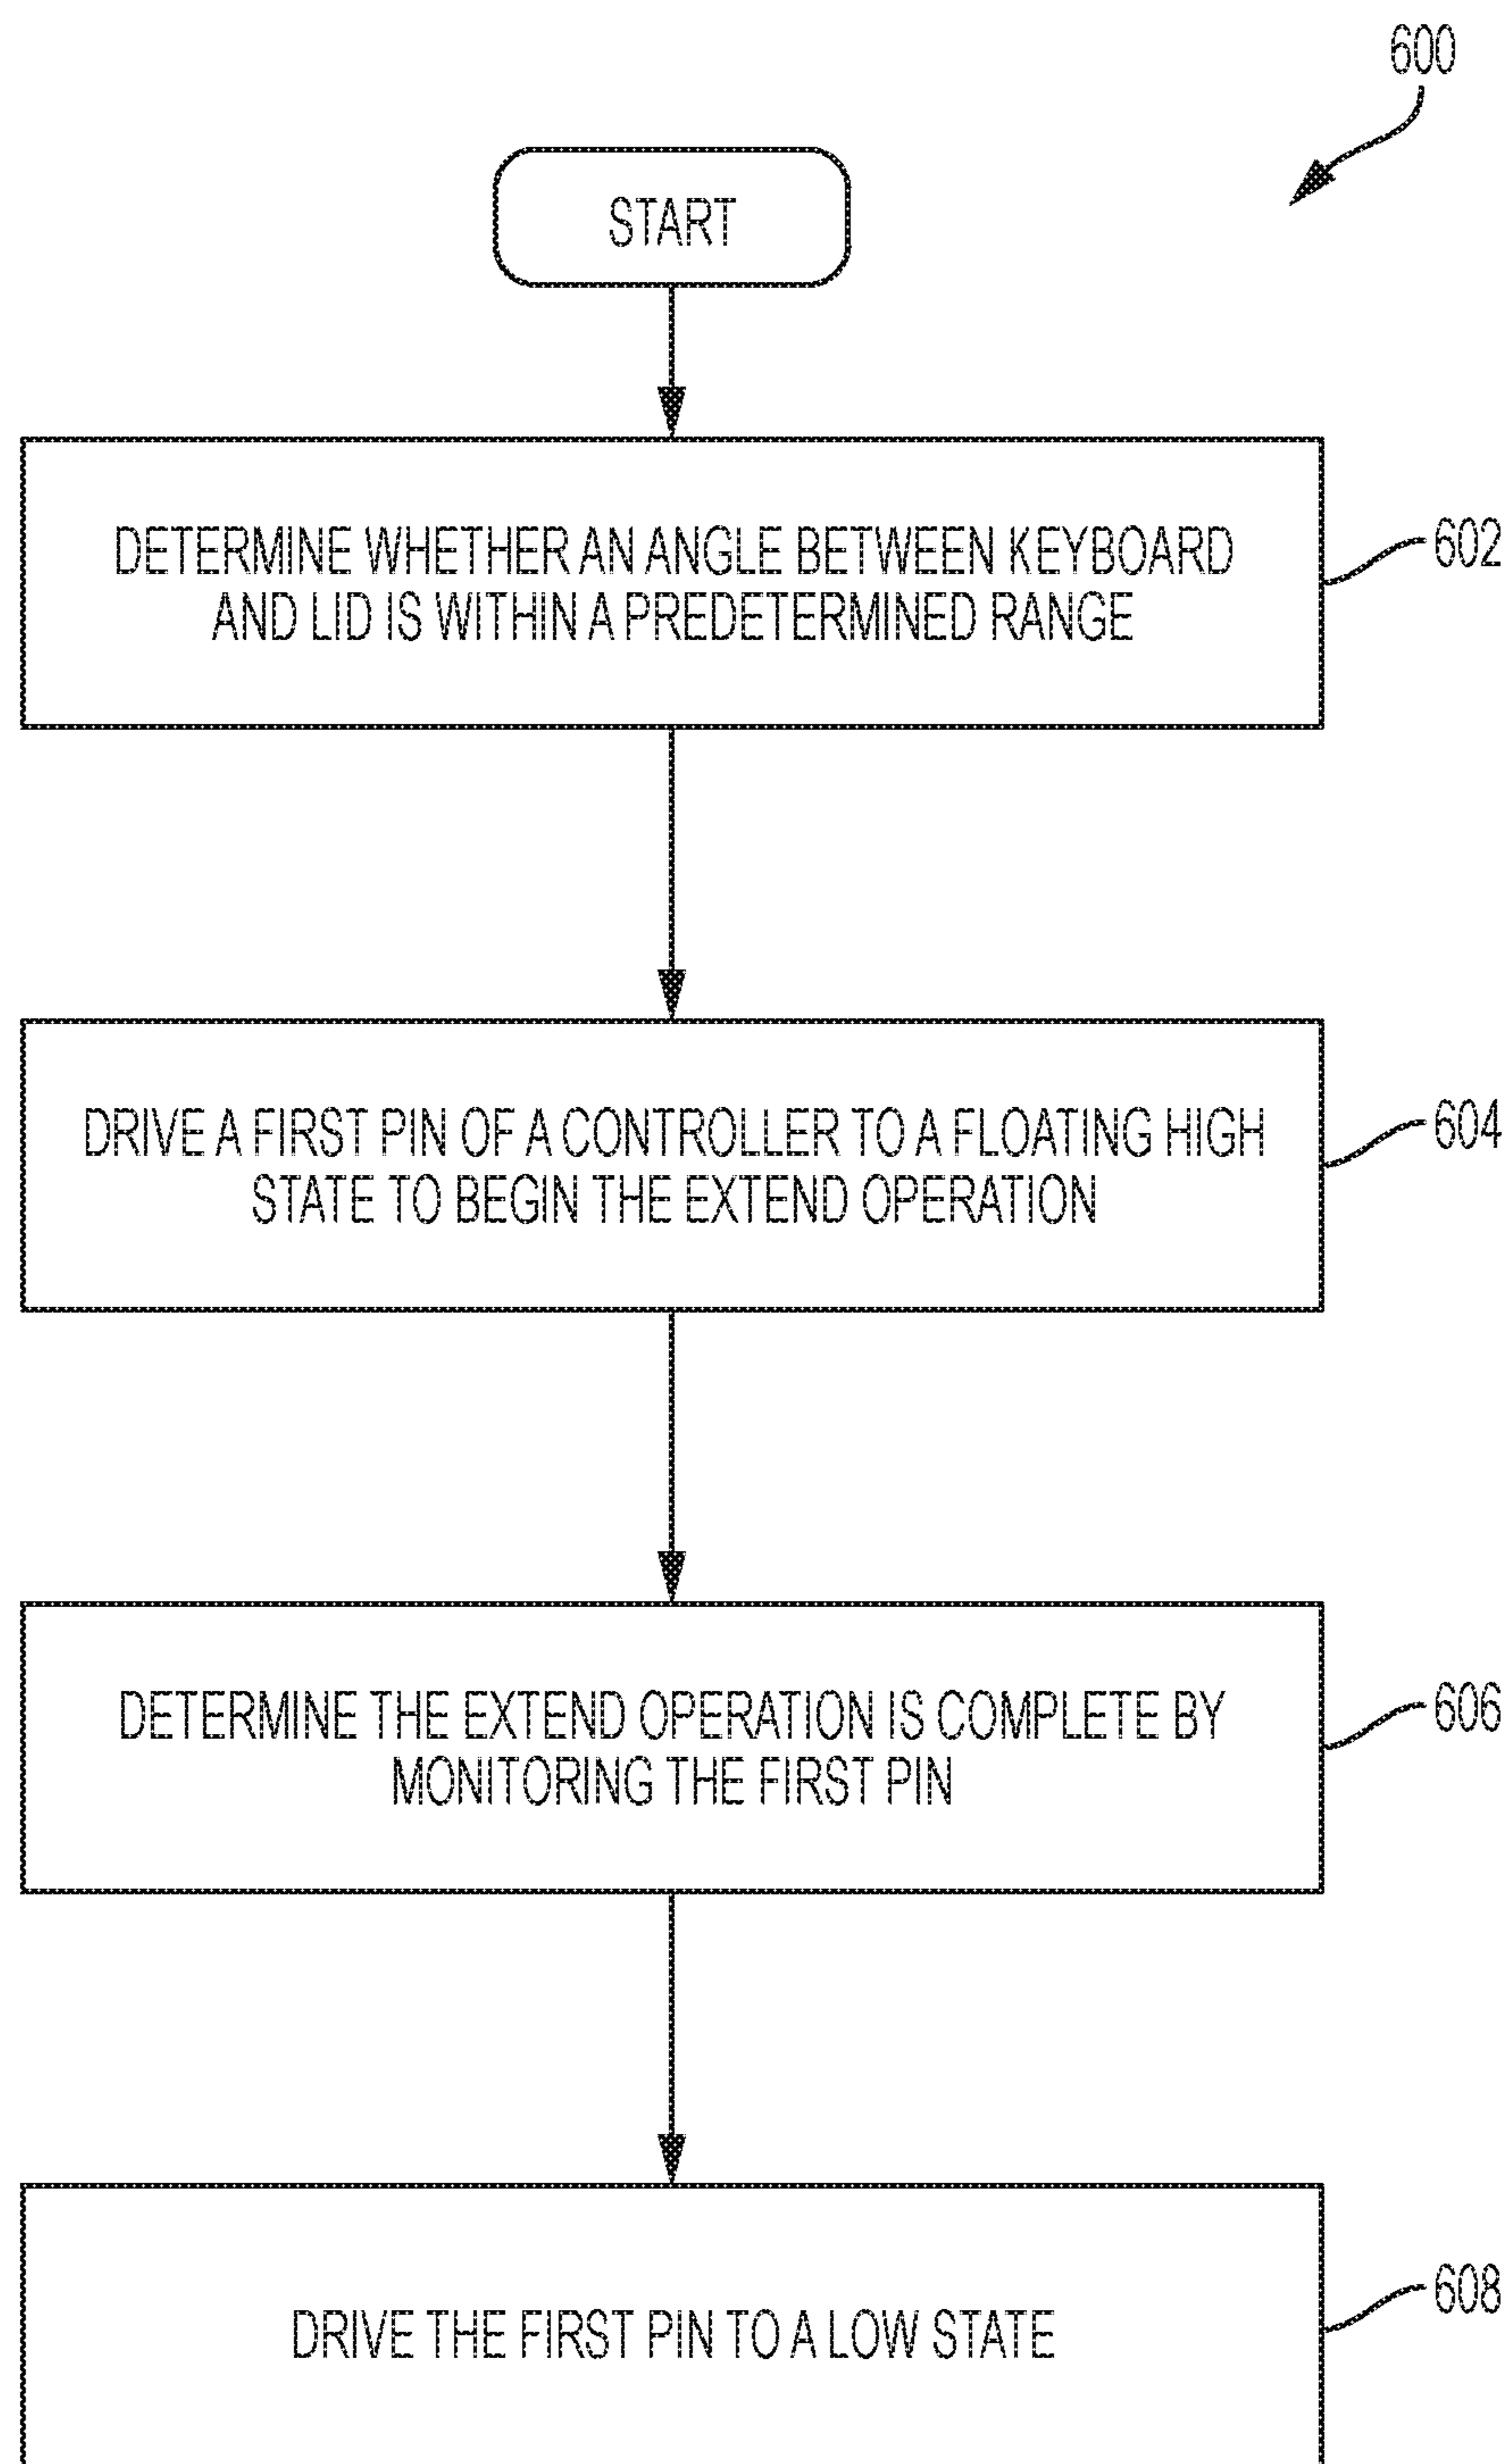 600
START
DETERMINE WHETHER AN ANGLE BETWEEN KEYBOARD
AND LID IS WITHIN A PREDETERMINED RANGE
602
DRIVE A FIRST PIN OF A CONTROLLER TO A FLOATING HIGH
STATE TO BEGIN THE EXTEND OPERATION
604
DETERMINE THE EXTEND OPERATION IS COMPLETE BY
MONITORING THE FIRST PIN
606
DRIVE THE FIRST PIN TO A LOW STATE
608